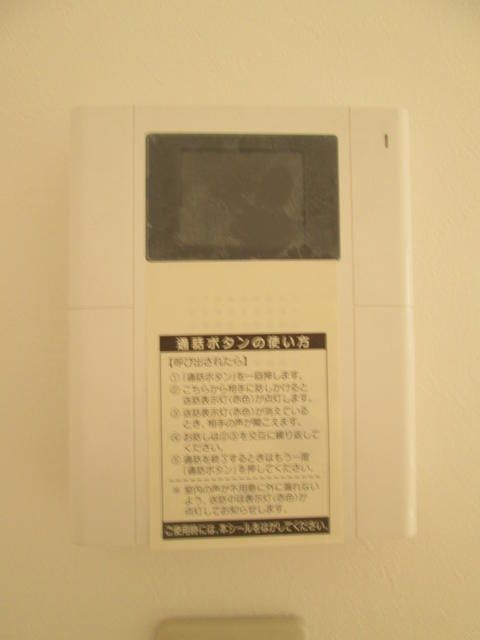 通話ボタンの使い方
【呼び出されたら】
①「通話ボタン」を一回押します。
② こちらから相手に話しかけると
送話表示灯(赤色)が点灯します。
③ 送話表示灯(赤色)が消えている
とき、相手の声が聞こえます。
④ お話しは②③を交互に繰り返して
ください。
⑤ 通話を終了するときはもう一度
「通話ボタン」を押してください。
※ 室内の声が不用意に外に漏れない
よう、送話中は表示灯(赤色)が
点灯してお知らせします。
ご使用時には、本シールをはがしてください。